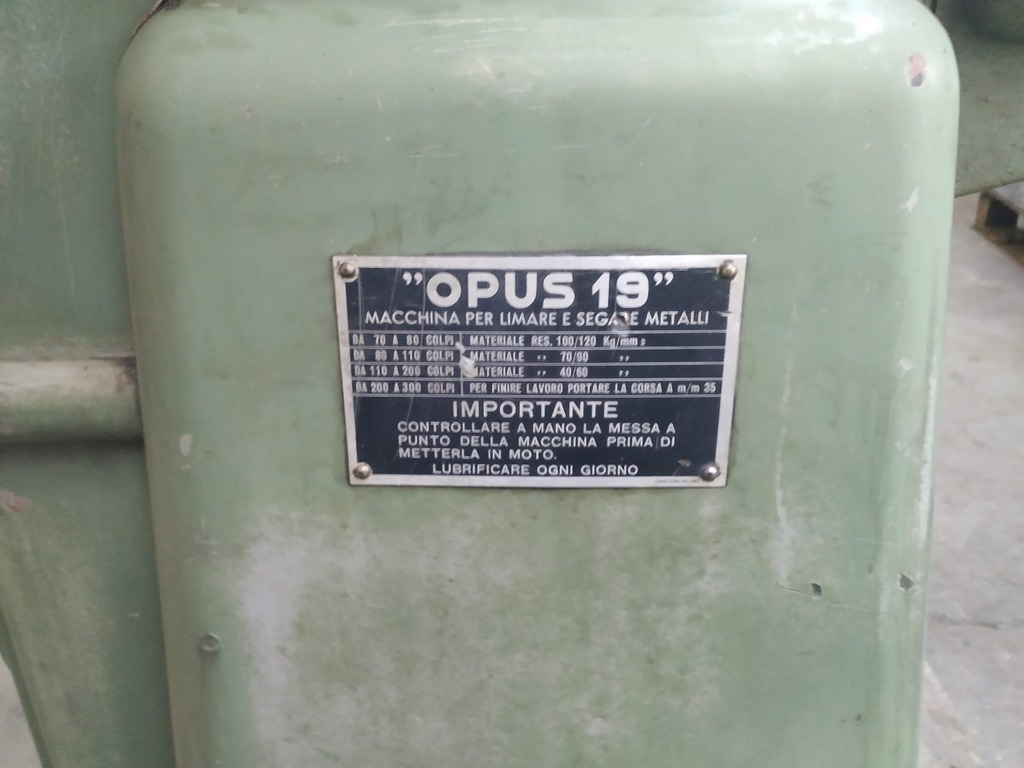 "OPUS 19"
MACCHINA PER LIMARE E SEGARE METALLI
DA 70 A 80 COLPI MATERIALE RES. 100/120 Kg/mm2
DA 80 A 110 COLPI MATERIALE " 70/90 "
DA 110 A 200 COLPI MATERIALE " 40/60 "
DA 200 A 300 COLPI PER FINIRE LAVORO PORTARE LA CORSA A m/m 35
IMPORTANTE
CONTROLLARE A MANO LA MESSA A
PUNTO DELLA MACCHINA PRIMA DI
METTERLA IN MOTO.
LUBRIFICARE OGNI GIORNO